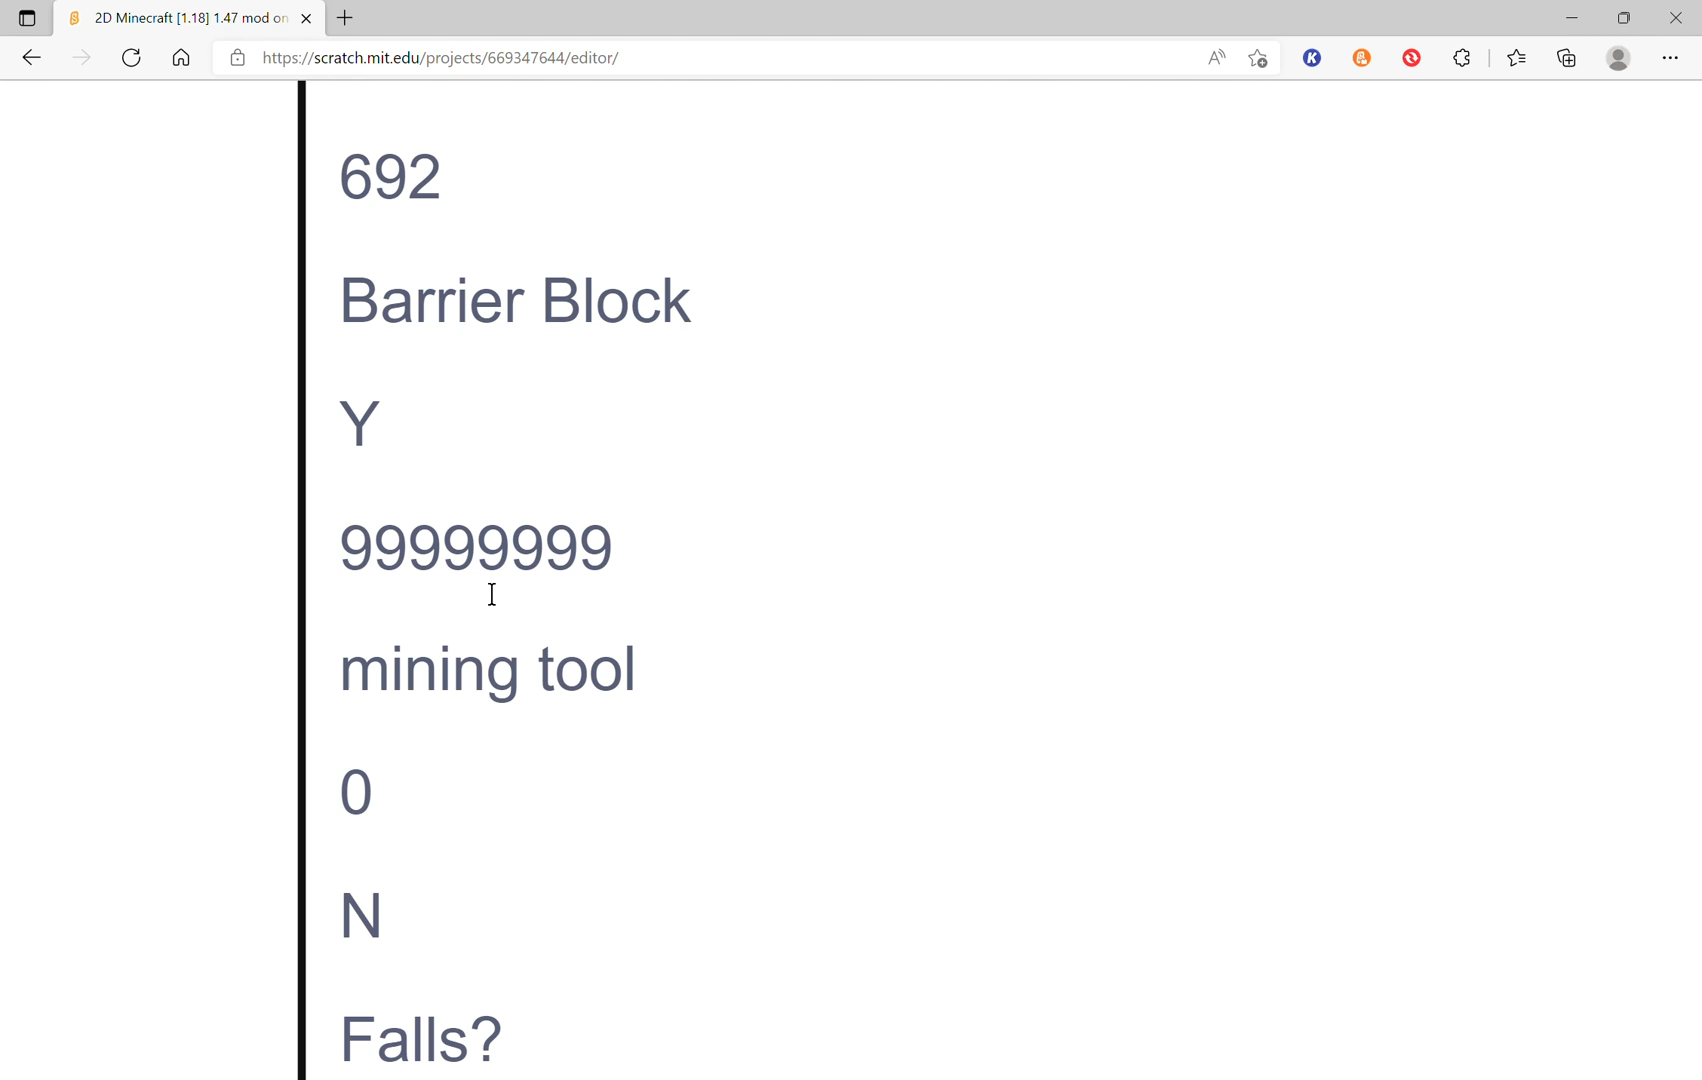 2D Minecraft [1.18] 1.47 mod on
https://scratch.mit.edu/projects/669347644/editor/
692
Barrier Block
Y
99999999
mining tool
0
N
Falls?